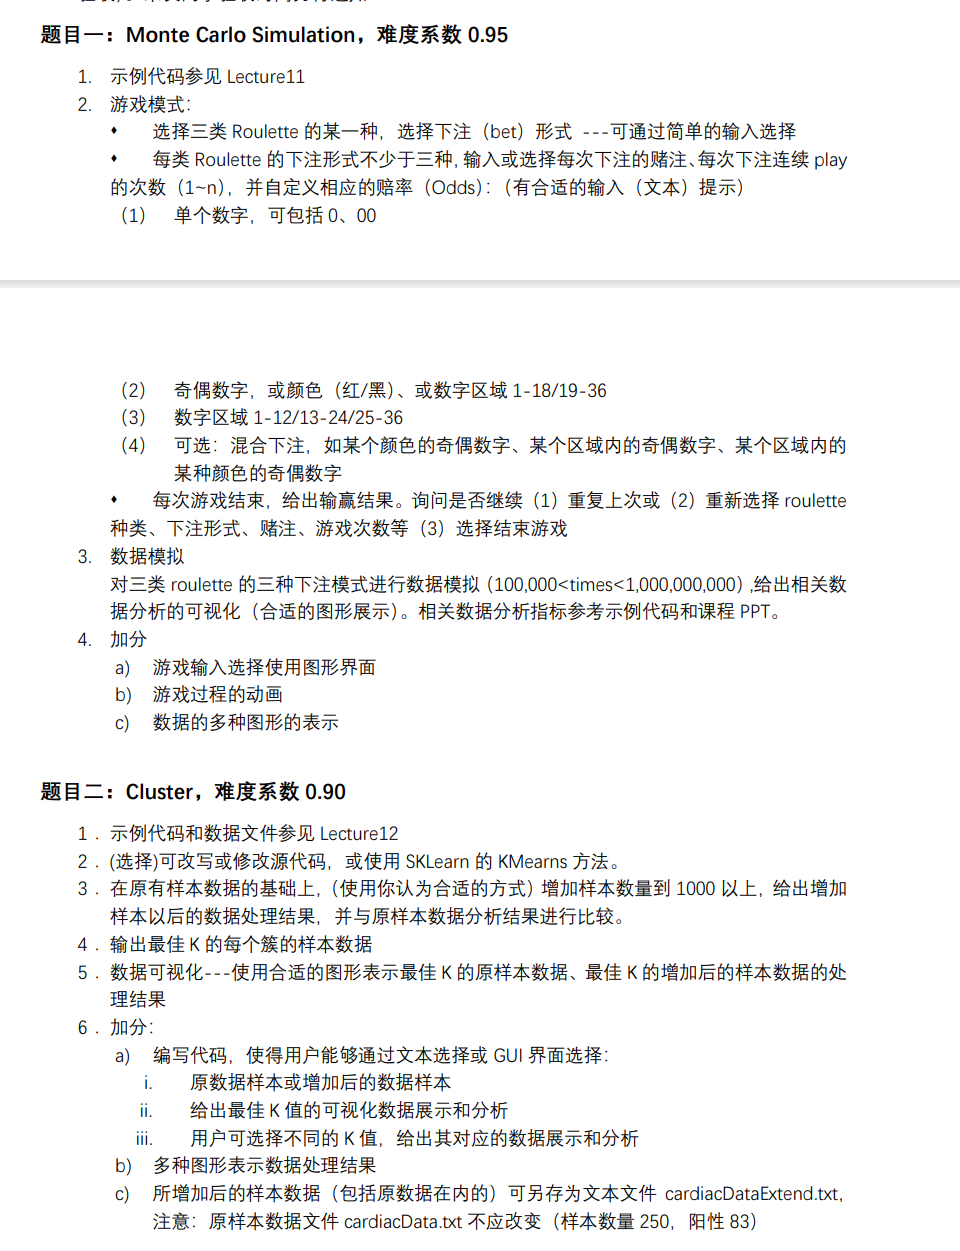 题目一：Monte Carlo Simulation，难度系数 0.95
1. 示例代码参见 Lecture11
2. 游戏模式：
♦ 选择三类 Roulette 的某一种，选择下注（bet）形式 ---可通过简单的输入选择
♦ 每类 Roulette 的下注形式不少于三种，输入或选择每次下注的赌注、每次下注连续 play
的次数（1~n），并自定义相应的赔率（Odds）：（有合适的输入（文本）提示）
（1） 单个数字，可包括 0、00
（2） 奇偶数字，或颜色（红/黑）、或数字区域 1-18/19-36
（3） 数字区域 1-12/13-24/25-36
（4） 可选：混合下注，如某个颜色的奇偶数字、某个区域内的奇偶数字、某个区域内的
某种颜色的奇偶数字
♦ 每次游戏结束，给出输赢结果。询问是否继续（1）重复上次或（2）重新选择 roulette
种类、下注形式、赌注、游戏次数等（3）选择结束游戏
3. 数据模拟
对三类 roulette 的三种下注模式进行数据模拟（100,000<times<1,000,000,000）,给出相关数
据分析的可视化（合适的图形展示）。相关数据分析指标参考示例代码和课程 PPT。
4. 加分
a) 游戏输入选择使用图形界面
b) 游戏过程的动画
c) 数据的多种图形的表示
题目二：Cluster，难度系数 0.90
1．示例代码和数据文件参见 Lecture12
2．(选择)可改写或修改源代码，或使用 SKLearn 的 KMearns 方法。
3．在原有样本数据的基础上，（使用你认为合适的方式）增加样本数量到 1000 以上，给出增加
样本以后的数据处理结果，并与原样本数据分析结果进行比较。
4．输出最佳 K 的每个簇的样本数据
5．数据可视化---使用合适的图形表示最佳 K 的原样本数据、最佳 K 的增加后的样本数据的处
理结果
6．加分：
a) 编写代码，使得用户能够通过文本选择或 GUI 界面选择：
i. 原数据样本或增加后的数据样本
ii. 给出最佳 K 值的可视化数据展示和分析
iii. 用户可选择不同的 K 值，给出其对应的数据展示和分析
b) 多种图形表示数据处理结果
c) 所增加后的样本数据（包括原数据在内的）可另存为文本文件 cardiacDataExtend.txt,
注意：原样本数据文件 cardiacData.txt 不应改变（样本数量 250，阳性 83）